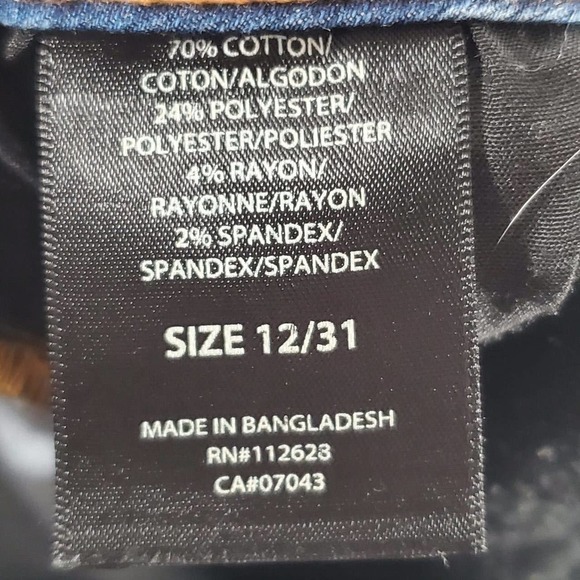 70% COTTON/
COTON/ALGODON
24% POLYESTER/
POLYESTER/POLIESTER
4% RAYON/
RAYONNE/RAYON
2% SPANDEX/
SPANDEX/SPANDEX
SIZE 12/31
MADE IN BANGLADESH
RN#112628
CA#07043